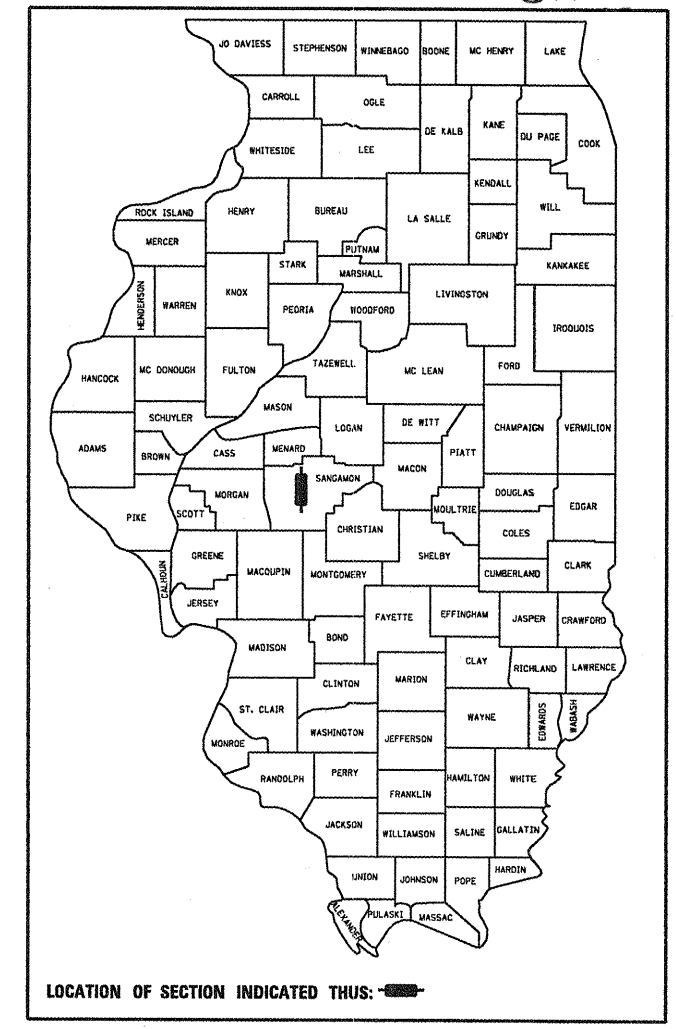 JO DAVIESS
STEPHENSON
WINNEBAGO
BOONE
MC HENRY
LAKE
CARROLL
OGLE
DE KALB
KANE
DU PAGE
COOK
WHITESIDE
LEE
KENDALL
WILL
ROCK ISLAND
HENRY
BUREAU
LA SALLE
GRUNDY
MERCER
PUTNAM
STARK
MARSHALL
KANKAKEE
HENDERSON
WARREN
KNOX
PEORIA
WOODFORD
LIVINGSTON
IROQUOIS
HANCOCK
MC DONOUGH
FULTON
TAZEWELL
MC LEAN
FORD
MASON
SCHUYLER
LOGAN
DE WITT
CHAMPAIGN
VERMILION
ADAMS
BROWN
CASS
MENARD
PIATT
MACON
SANGAMON
MORGAN
SCOTT
PIKE
CHRISTIAN
MOULTRIE
DOUGLAS
EDGAR
COLES
GREENE
MACOUPIN
MONTGOMERY
SHELBY
CUMBERLAND
CLARK
CALHOUN
JERSEY
FAYETTE
EFFINGHAM
JASPER
CRAWFORD
MADISON
BOND
CLAY
RICHLAND
LAWRENCE
CLINTON
MARION
ST. CLAIR
WAYNE
EDWARDS
WABASH
WASHINGTON
JEFFERSON
MONROE
RANDOLPH
PERRY
HAMILTON
WHITE
FRANKLIN
JACKSON
WILLIAMSON
SALINE
GALLATIN
UNION
JOHNSON
POPE
HARDIN
ALEXANDER
PULASKI
MASSAC
LOCATION OF SECTION INDICATED THUS: